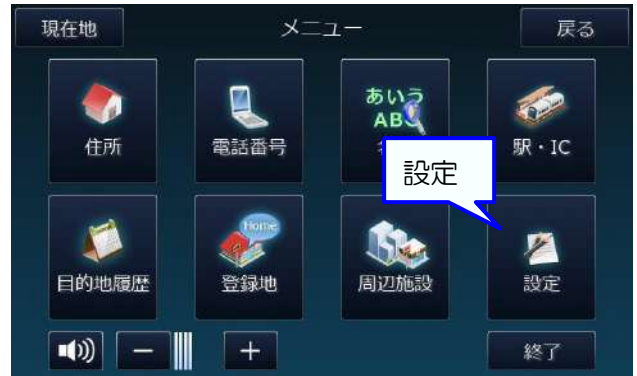 現在地
メニュー
戻る
住所
電話番号
あいう
AB
駅・IC
設定
目的地履歴
Home
登録地
周辺施設
設定
− +
終了